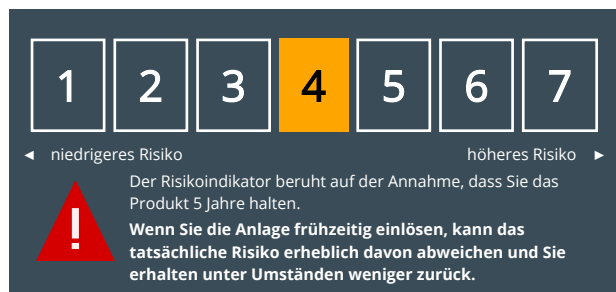 1 2 3 4 5 6 7
◄ niedrigeres Risiko höheres Risiko ►
Der Risikoindikator beruht auf der Annahme, dass Sie das
Produkt 5 Jahre halten.
! Wenn Sie die Anlage frühzeitig einlösen, kann das
tatsächliche Risiko erheblich davon abweichen und Sie
erhalten unter Umständen weniger zurück.